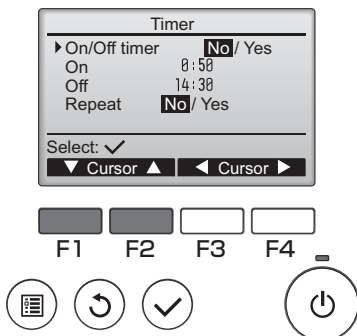 Timer
On/Off timer No / Yes
On 0:50
Off 14:30
Repeat No / Yes
Select: ✓
▼ Cursor ▲ ◀ Cursor ▶
F1 F2 F3 F4